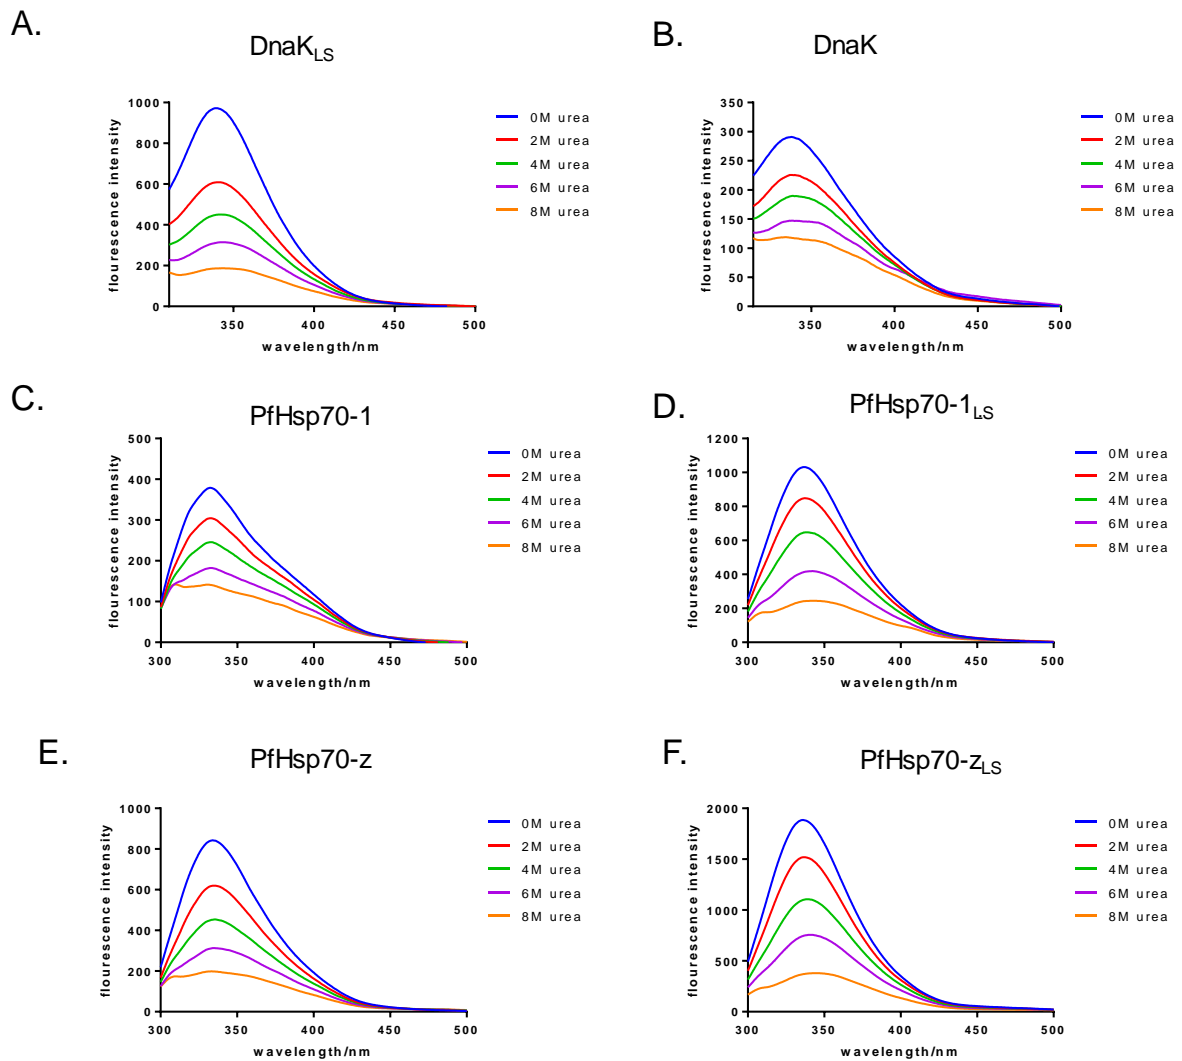 A.
DnaKLS
flourescence intensity
1000
800
600
400
200
0
350 400 450 500
wavelength/nm
0M urea
2M urea
4M urea
6M urea
8M urea
B.
DnaK
flourescence intensity
350
300
250
200
150
100
50
0
350 400 450 500
wavelength/nm
0M urea
2M urea
4M urea
6M urea
8M urea
C.
PfHsp70-1
flourescence intensity
500
400
300
200
100
0
300 350 400 450 500
wavelength/nm
0M urea
2M urea
4M urea
6M urea
8M urea
D.
PfHsp70-1LS
flourescence intensity
1200
1000
800
600
400
200
0
300 350 400 450 500
wavelength/nm
0M urea
2M urea
4M urea
6M urea
8M urea
E.
PfHsp70-z
flourescence intensity
1000
800
600
400
200
0
300 350 400 450 500
wavelength/nm
0M urea
2M urea
4M urea
6M urea
8M urea
F.
PfHsp70-zLS
flourescence intensity
2000
1500
1000
500
0
300 350 400 450 500
wavelength/nm
0M urea
2M urea
4M urea
6M urea
8M urea